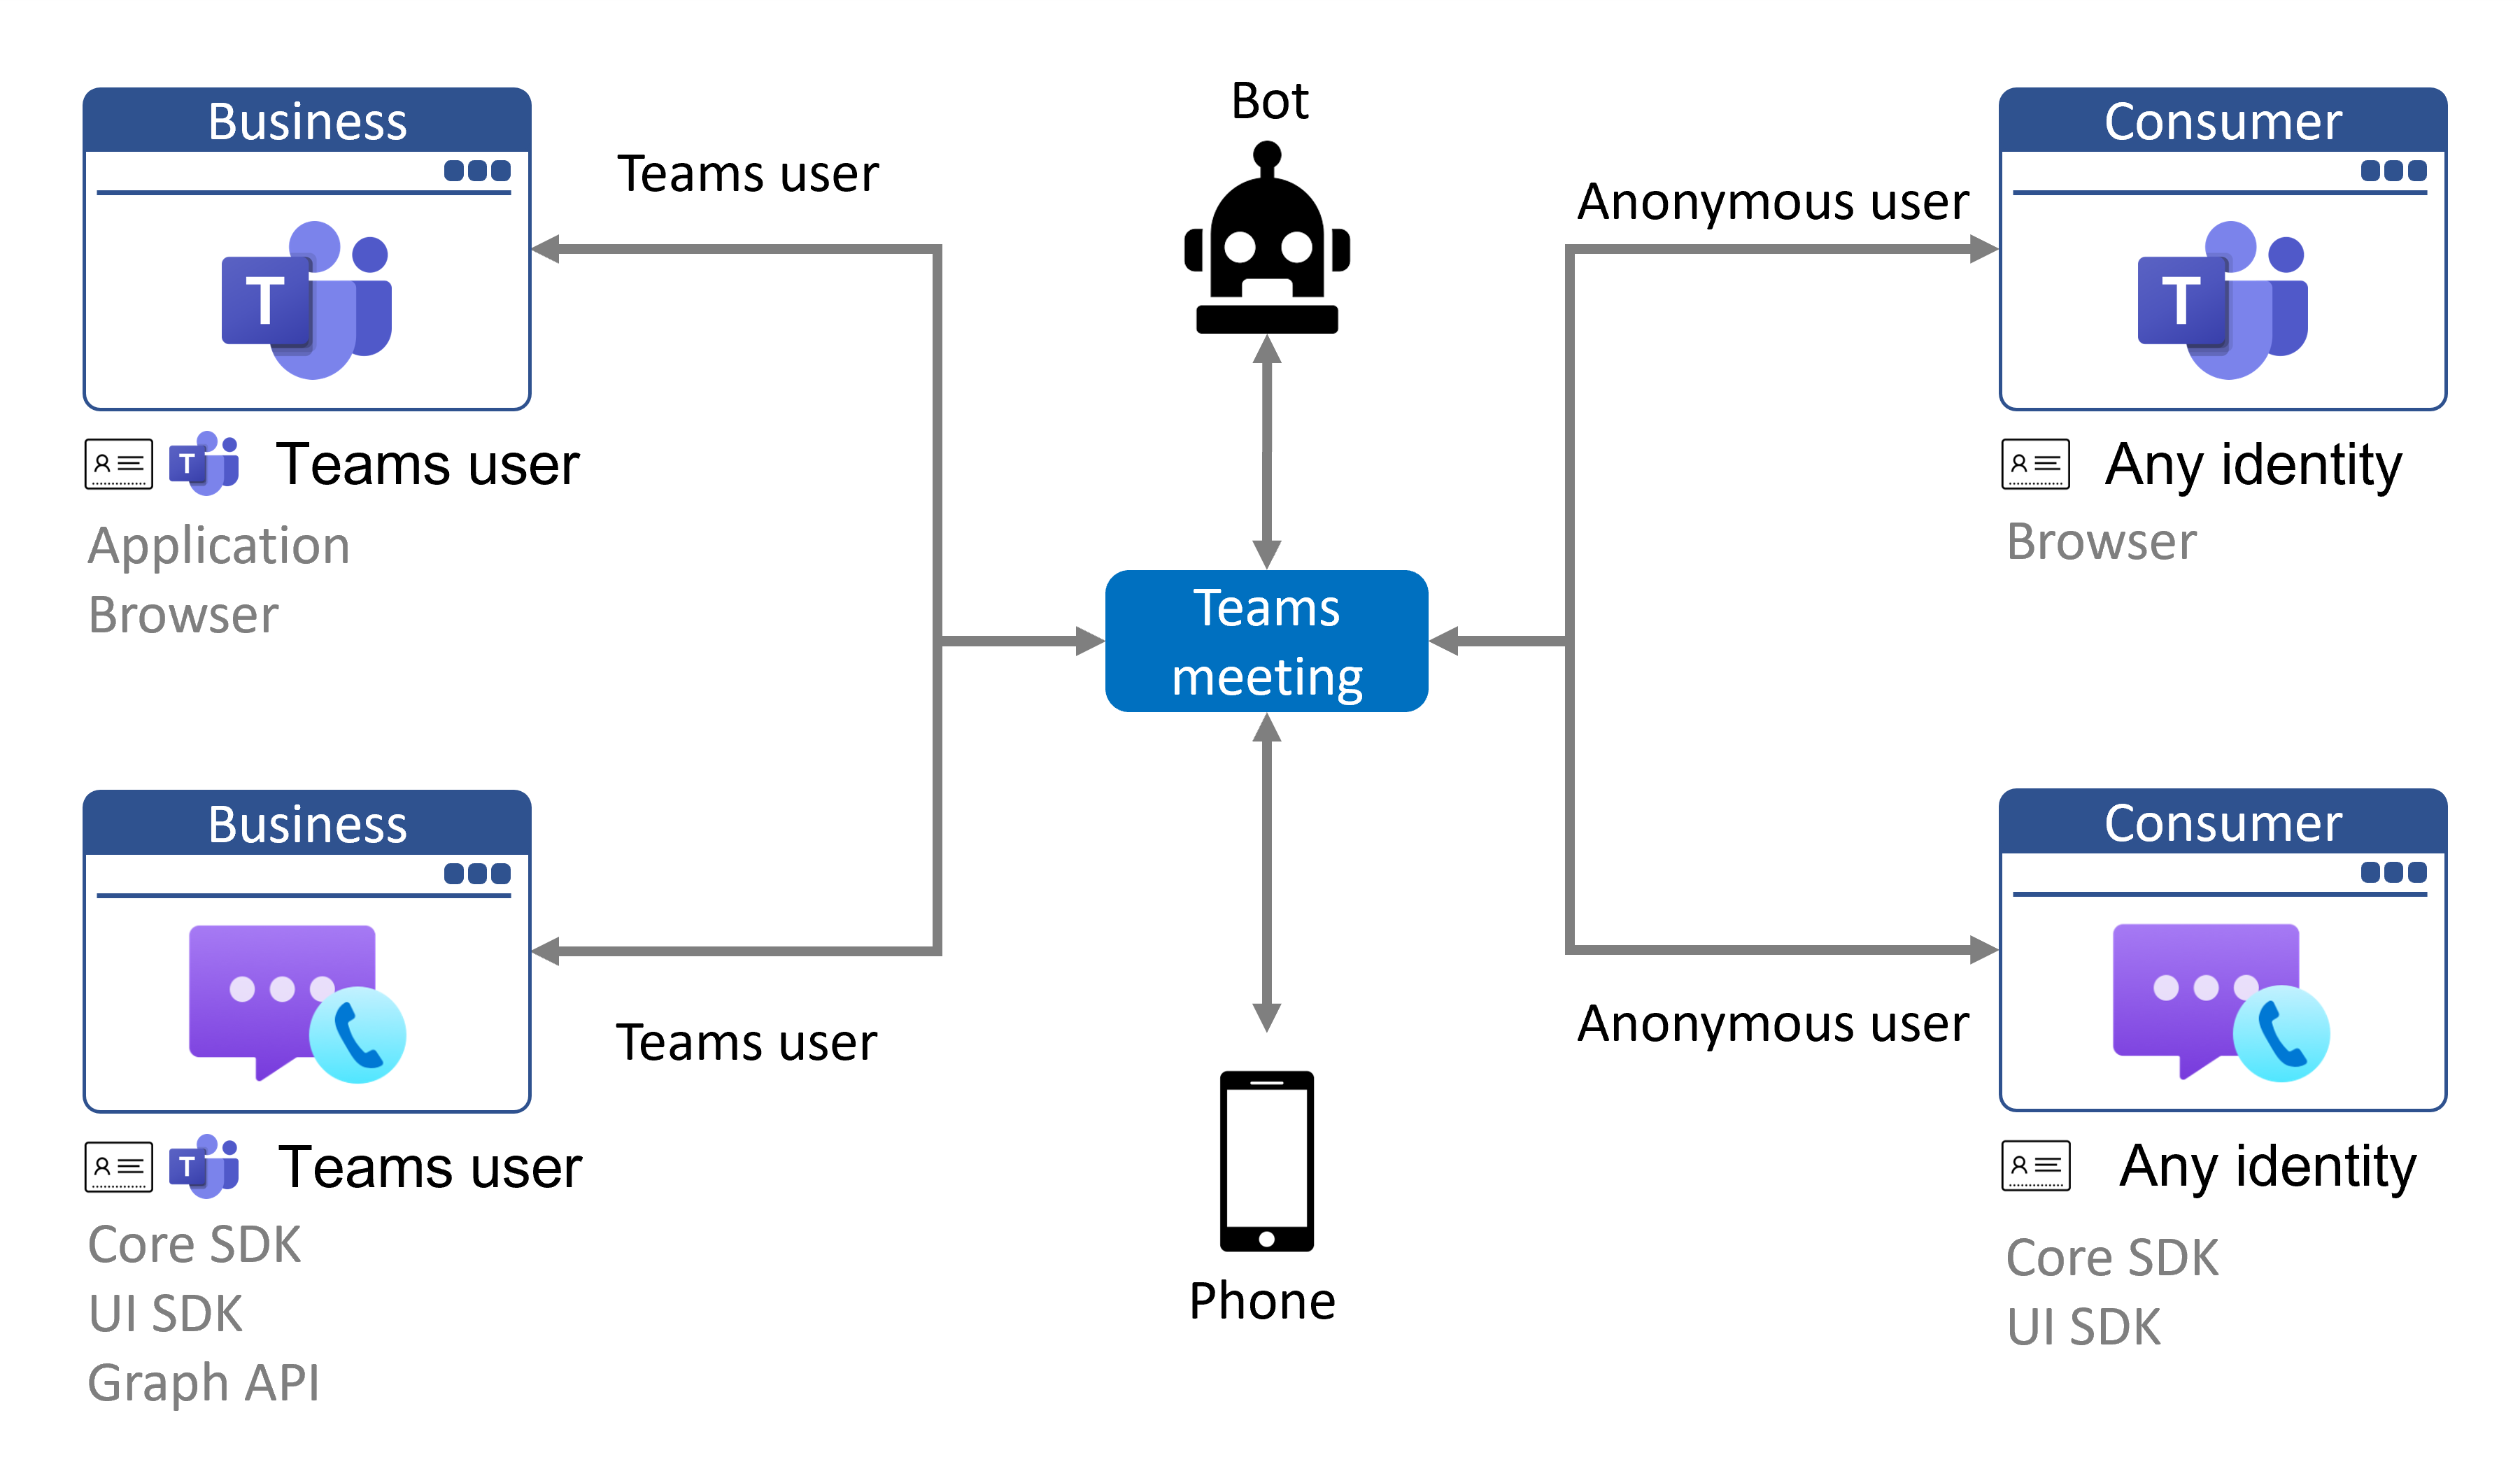 Business
T
Teams user
T
Teams user
Application
Browser
Business
Teams user
T
Teams user
Core SDK
UI SDK
Graph API
Bot
Teams
meeting
Phone
Anonymous user
Consumer
T
Any identity
Browser
Anonymous user
Consumer
Any identity
Core SDK
UI SDK